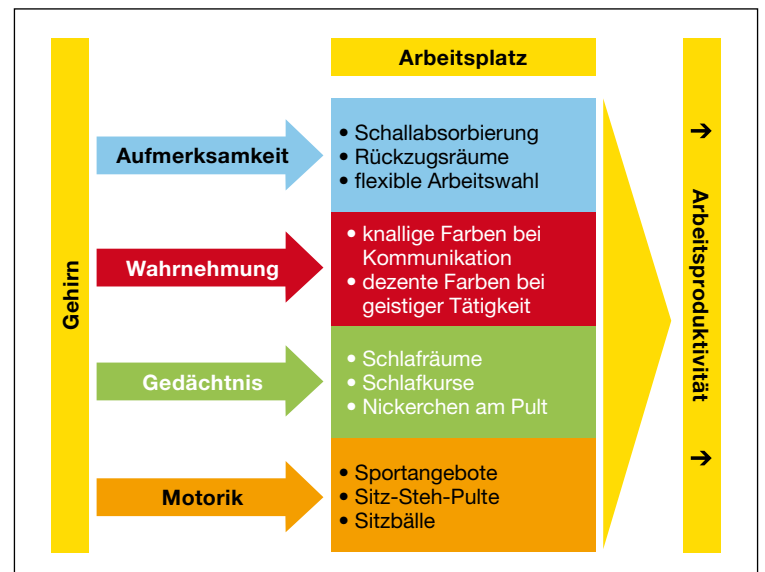 Arbeitsplatz
Gehirn
Aufmerksamkeit
• Schallabsorbierung
• Rückzugsräume
• flexible Arbeitswahl
Wahrnehmung
• knallige Farben bei
Kommunikation
• dezente Farben bei
geistiger Tätigkeit
Gedächtnis
• Schlafräume
• Schlafkurse
• Nickerchen am Pult
Motorik
• Sportangebote
• Sitz-Steh-Pulte
• Sitzbälle
➔ Arbeitsproduktivität ➔